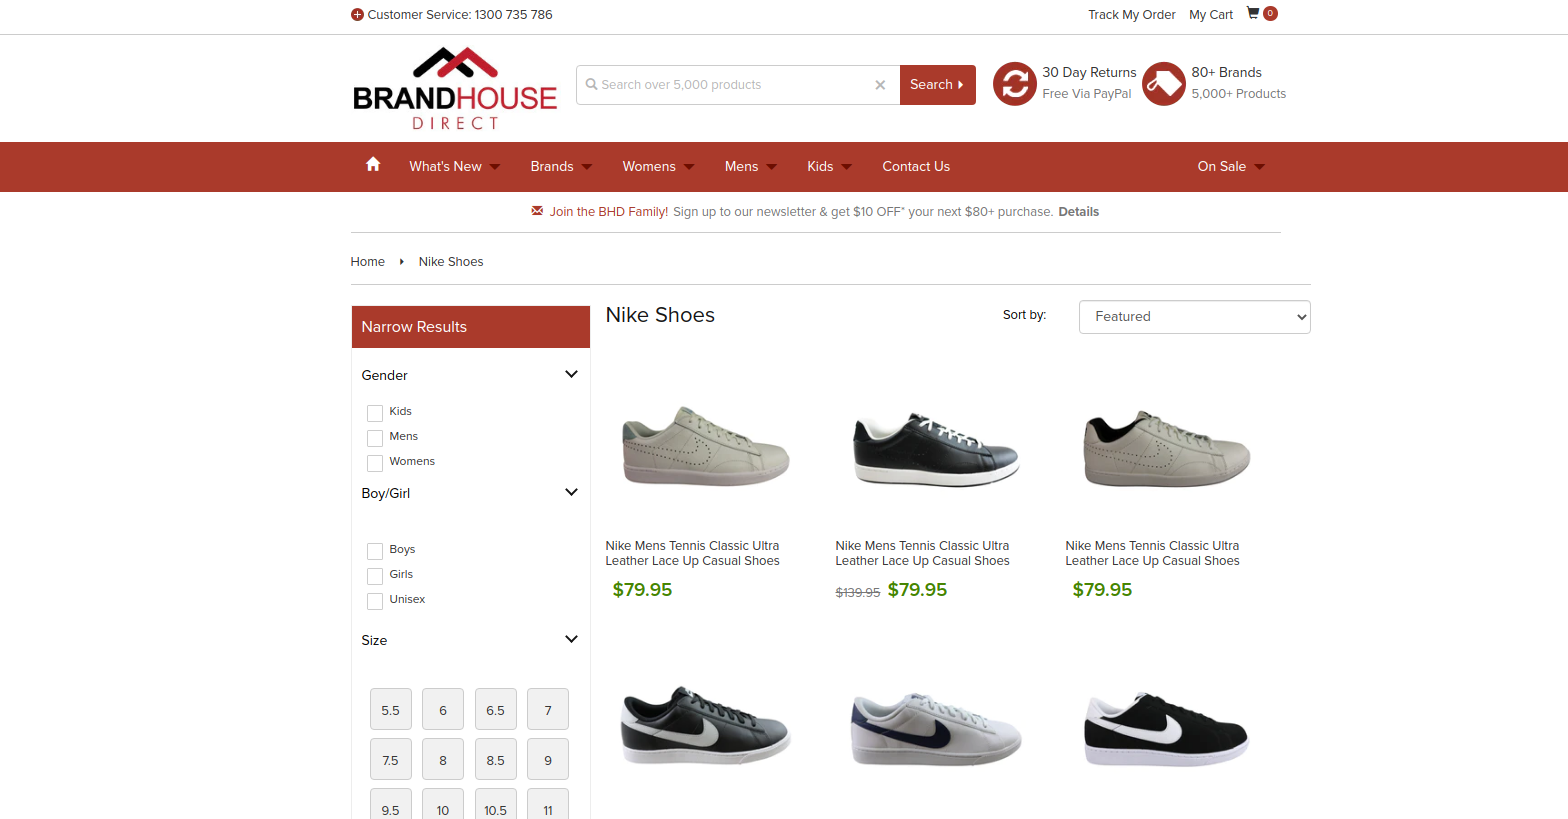 Customer Service: 1300 735 786
Track My Order My Cart 0
BRANDHOUSE
DIRECT
Search over 5,000 products
Search
30 Day Returns
Free Via PayPal
80+ Brands
5,000+ Products
What's New Brands Womens Mens Kids Contact Us On Sale
Join the BHD Family! Sign up to our newsletter & get $10 OFF* your next $80+ purchase. Details
Home Nike Shoes
Narrow Results
Gender
Kids
Mens
Womens
Boy/Girl
Boys
Girls
Unisex
Size
5.5 6 6.5 7
7.5 8 8.5 9
9.5 10 10.5 11
Nike Shoes
Sort by: Featured
Nike Mens Tennis Classic Ultra
Leather Lace Up Casual Shoes
$79.95
Nike Mens Tennis Classic Ultra
Leather Lace Up Casual Shoes
$139.95 $79.95
Nike Mens Tennis Classic Ultra
Leather Lace Up Casual Shoes
$79.95